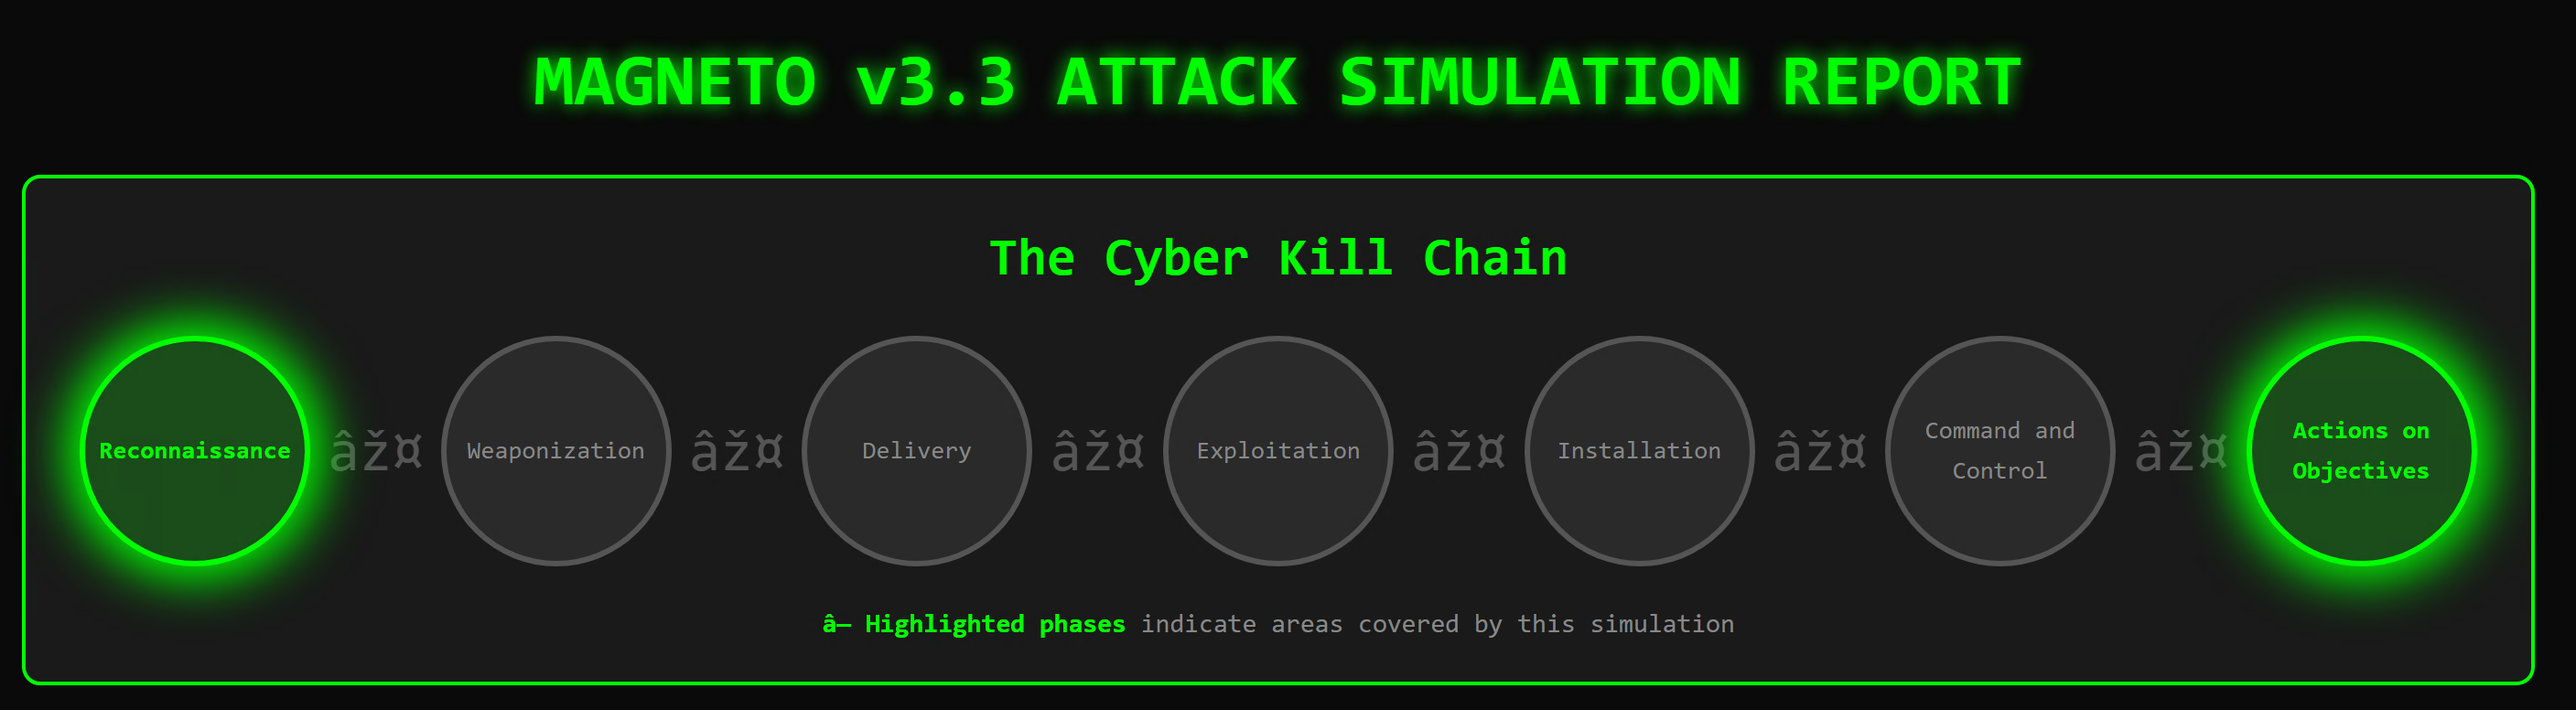 MAGNETO v3.3 ATTACK SIMULATION REPORT
The Cyber Kill Chain
Reconnaissance âž¤ Weaponization âž¤ Delivery âž¤ Exploitation âž¤ Installation âž¤ Command and Control âž¤ Actions on Objectives
â— Highlighted phases indicate areas covered by this simulation